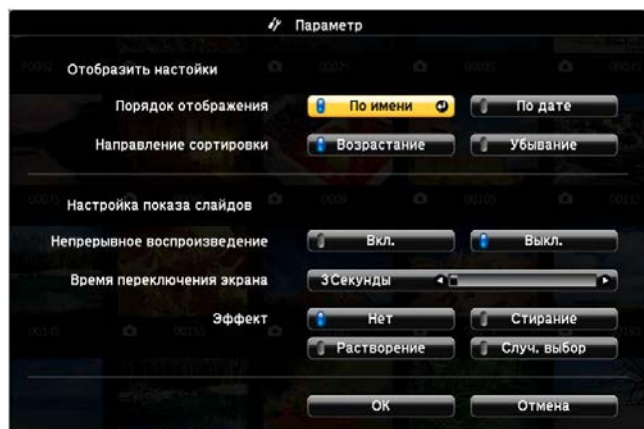 Параметр
Отобразить настойки
Порядок отображения По имени По дате
Направление сортировки Возрастание Убывание
Настройка показа слайдов
Непрерывное воспроизведение Вкл. Выкл.
Время переключения экрана 3Секунды
Эффект Нет Стирание
Растворение Случ. выбор
ОК Отмена